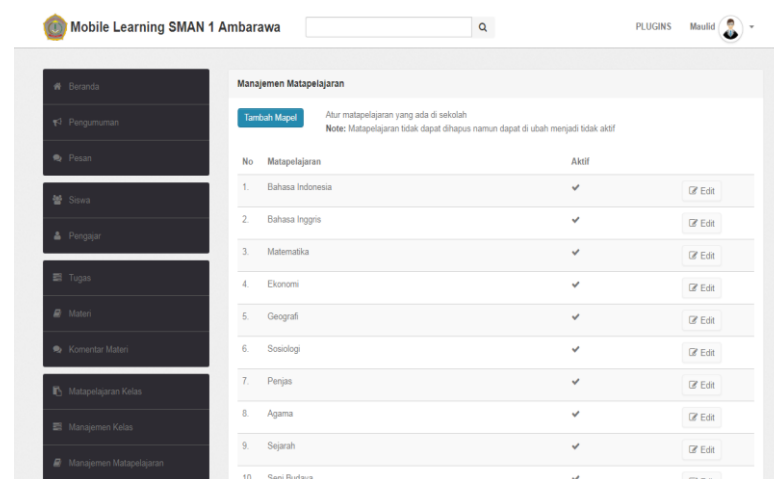 Mobile Learning SMAN 1 Ambarawa
PLUGINS
Maulid
Beranda
Pengumuman
Pesan
Siswa
Pengajar
Tugas
Materi
Komentar Materi
Matapelajaran Kelas
Manajemen Kelas
Manajemen Matapelajaran
Manajemen Matapelajaran
Tambah Mapel
Atur matapelajaran yang ada di sekolah
Note: Matapelajaran tidak dapat dihapus namun dapat di ubah menjadi tidak aktif
No Matapelajaran Aktif
1. Bahasa Indonesia Edit
2. Bahasa Inggris Edit
3. Matematika Edit
4. Ekonomi Edit
5. Geografi Edit
6. Sosiologi Edit
7. Penjas Edit
8. Agama Edit
9. Sejarah Edit
10. Seni Budaya